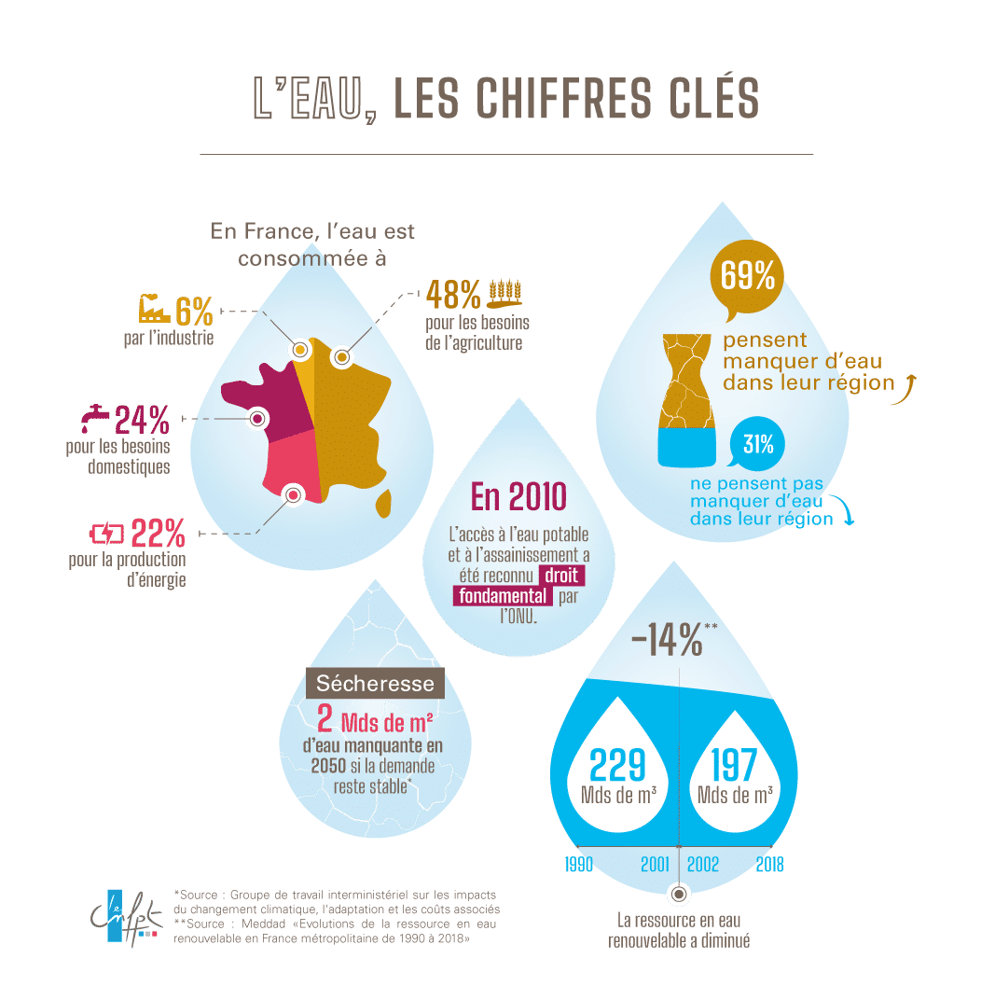 L'EAU, LES CHIFFRES CLÉS
En France, l'eau est
consommée à
6%
par l'industrie
48%
pour les besoins
de l'agriculture
24%
pour les besoins
domestiques
22%
pour la production
d'énergie
69%
pensent
manquer d'eau
dans leur région
31%
ne pensent pas
manquer d'eau
dans leur région
En 2010
L'accès à l'eau potable
et à l'assainissement a
été reconnu droit
fondamental par
l'ONU.
Sécheresse
2 Mds de m²
d'eau manquante en
2050 si la demande
reste stable*
-14%**
229
Mds de m³
197
Mds de m³
1990 2001 2002 2018
La ressource en eau
renouvelable a diminué
le cnfpt
*Source : Groupe de travail interministériel sur les impacts
du changement climatique, l'adaptation et les coûts associés
**Source : Meddad «Evolutions de la ressource en eau
renouvelable en France métropolitaine de 1990 à 2018»